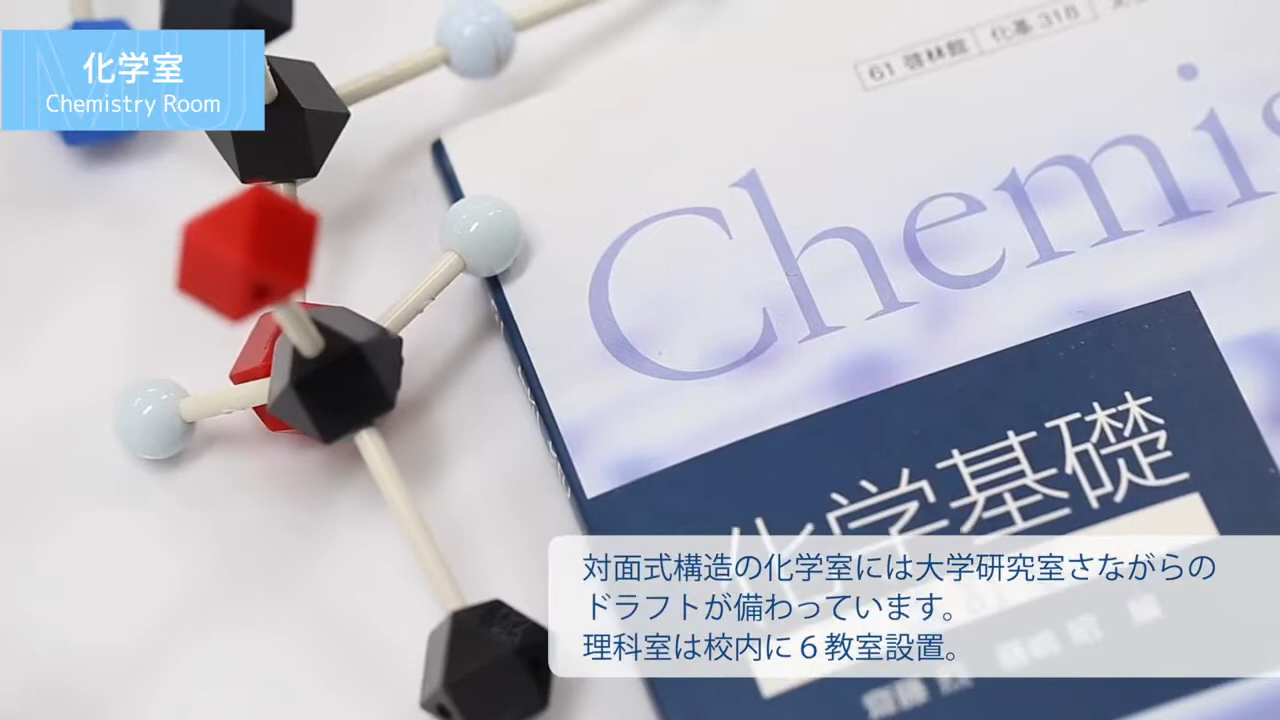 化学室
Chemistry Room
61 啓林館 化基 318
Chemis
化学基礎
対面式構造の化学室には大学研究室さながらの
ドラフトが備わっています。
理科室は校内に６教室設置。